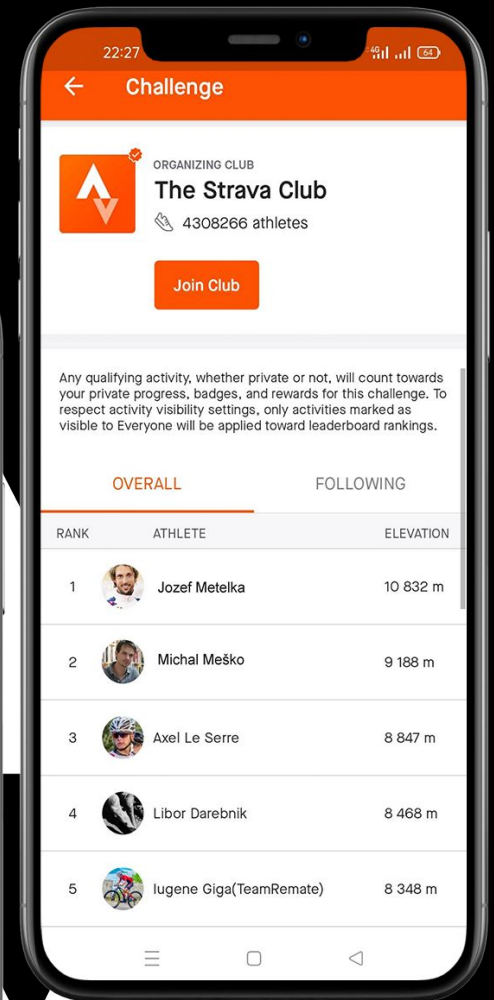 22:27
4G
64
Challenge
ORGANIZING CLUB
The Strava Club
4308266 athletes
Join Club
Any qualifying activity, whether private or not, will count towards
your private progress, badges, and rewards for this challenge. To
respect activity visibility settings, only activities marked as
visible to Everyone will be applied toward leaderboard rankings.
OVERALL FOLLOWING
RANK ATHLETE ELEVATION
1 Jozef Metelka 10 832 m
2 Michal Meško 9 188 m
3 Axel Le Serre 8 847 m
4 Libor Darebnik 8 468 m
5 Iugene Giga(TeamRemate) 8 348 m